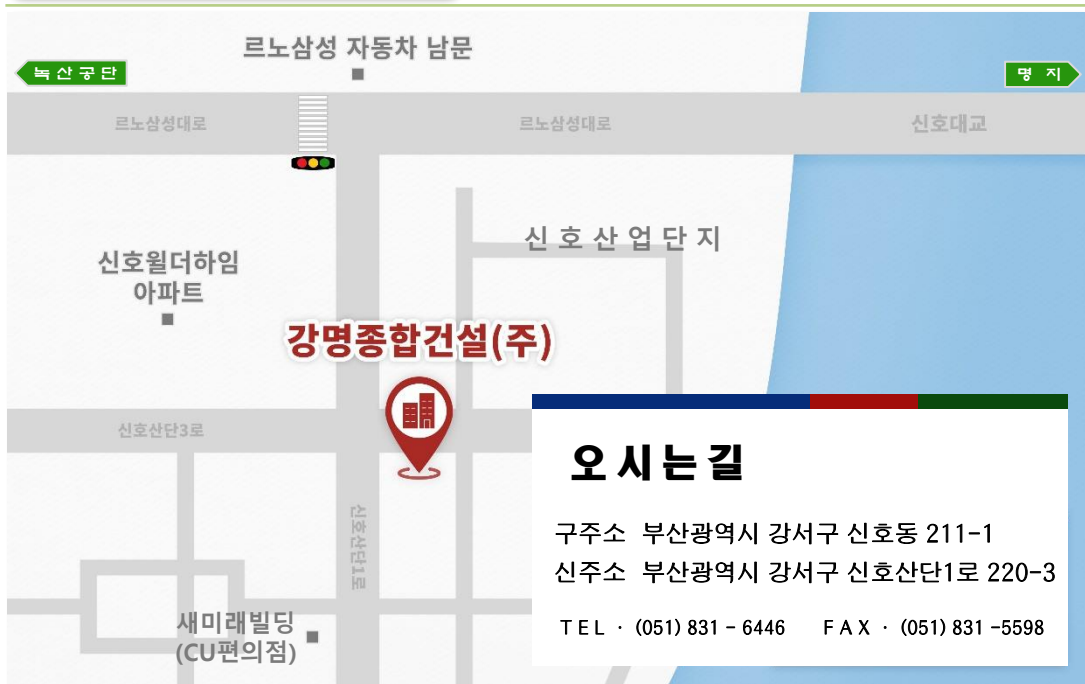 르노삼성 자동차 남문
녹산공단
명 지
르노삼성대로
르노삼성대로
신호대교
신호산업단지
신호윌더하임
아파트
강명종합건설(주)
신호산단3로
신호산단1로
오시는길
구주소 부산광역시 강서구 신호동 211-1
신주소 부산광역시 강서구 신호산단1로 220-3
TEL · (051) 831 - 6446 FAX · (051) 831 -5598
새미래빌딩
(CU편의점)